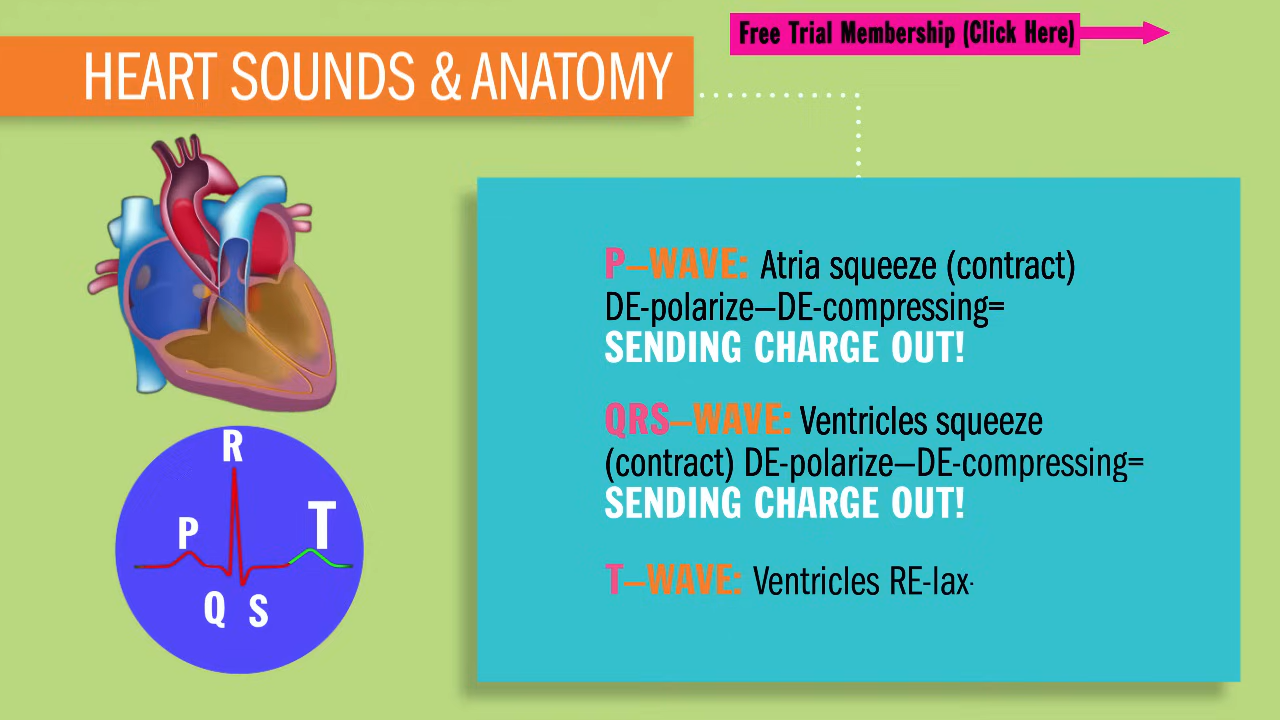 Free Trial Membership (Click Here)
HEART SOUNDS & ANATOMY
P–WAVE: Atria squeeze (contract)
DE-polarize–DE-compressing=
SENDING CHARGE OUT!
QRS–WAVE: Ventricles squeeze
(contract) DE-polarize–DE-compressing=
SENDING CHARGE OUT!
T–WAVE: Ventricles RE-lax-
R
P
T
Q S